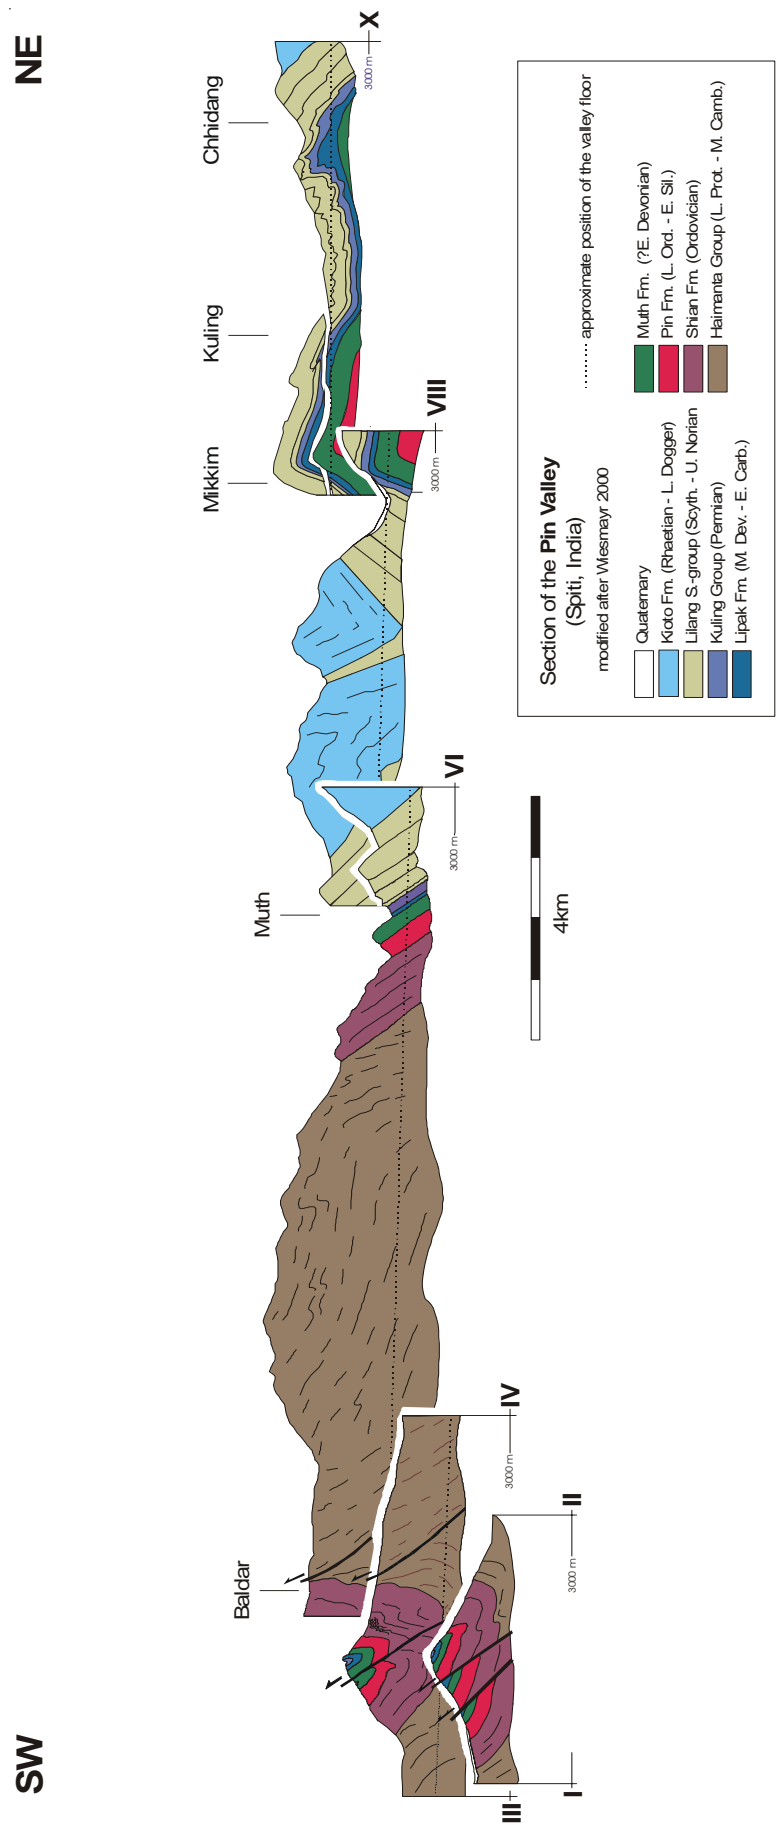 SW
NE
Baldar
Muth
Mikkim
Kuling
Chhidang
III
I
II
3000 m
IV
3000 m
VI
3000 m
VIII
3000 m
X
3000 m
4km
Section of the Pin Valley
(Spiti, India)
modified after Wiesmayr 2000
approximate position of the valley floor
Quaternary
Kioto Fm. (Rhaetian - L. Dogger)
Lilang S.-group (Scyth. - U. Norian
Kuling Group (Permian)
Lipak Fm. (M. Dev. - E. Carb.)
Muth Fm. (?E. Devonian)
Pin Fm. (L. Ord. - E. Sil.)
Shian Fm. (Ordovician)
Haimanta Group (L. Prot. - M. Camb.)